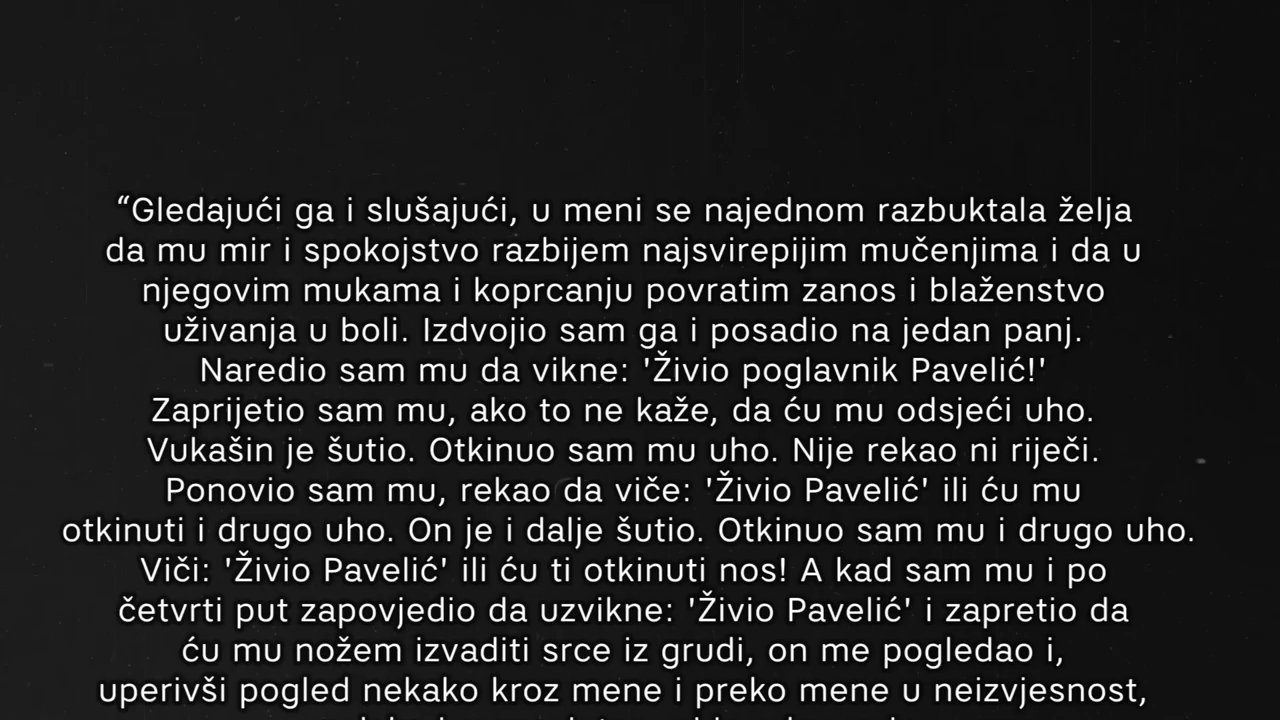 “Gledajući ga i slušajući, u meni se najednom razbuktala želja
da mu mir i spokojstvo razbijem najsvirepijim mučenjima i da u
njegovim mukama i koprcanju povratim zanos i blaženstvo
uživanja u boli. Izdvojio sam ga i posadio na jedan panj.
Naredio sam mu da vikne: 'Živio poglavnik Pavelić!'
Zaprijetio sam mu, ako to ne kaže, da ću mu odsjeći uho.
Vukašin je šutio. Otkinuo sam mu uho. Nije rekao ni riječi.
Ponovio sam mu, rekao da viče: 'Živio Pavelić' ili ću mu
otkinuti i drugo uho. On je i dalje šutio. Otkinuo sam mu i drugo uho.
Viči: 'Živio Pavelić' ili ću ti otkinuti nos! A kad sam mu i po
četvrti put zapovjedio da uzvikne: 'Živio Pavelić' i zapretio da
ću mu nožem izvaditi srce iz grudi, on me pogledao i,
uperivši pogled nekako kroz mene i preko mene u neizvjesnost,